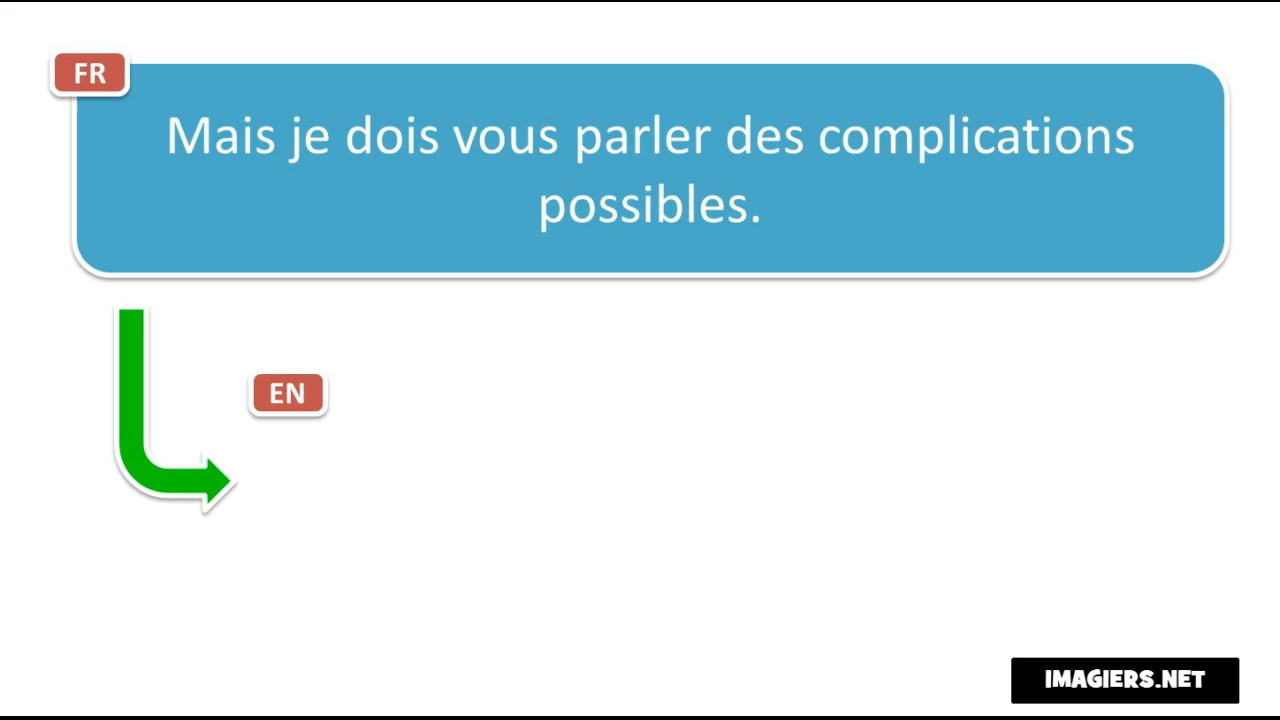 FR
Mais je dois vous parler des complications
possibles.
EN
IMAGIERS.NET